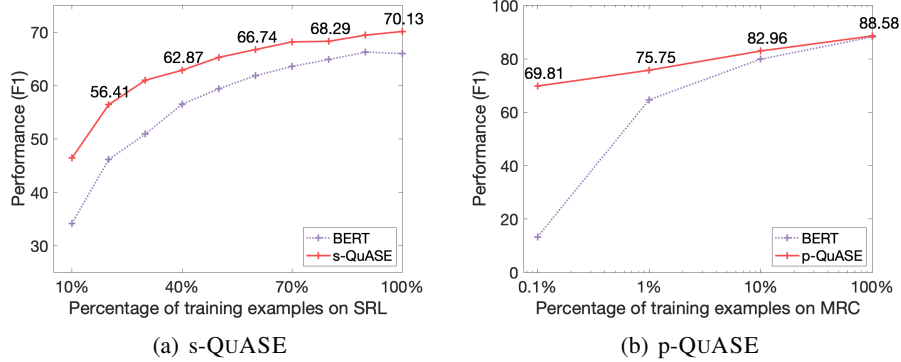 70
60
50
40
30
Performance (F1)
56.41
62.87
66.74
68.29
70.13
BERT
s-QuASE
10%
40%
70%
100%
Percentage of training examples on SRL
(a) s-QUASE
100
80
60
40
20
0
Performance (F1)
69.81
75.75
82.96
88.58
BERT
p-QuASE
0.1%
1%
10%
100%
Percentage of training examples on MRC
(b) p-QUASE